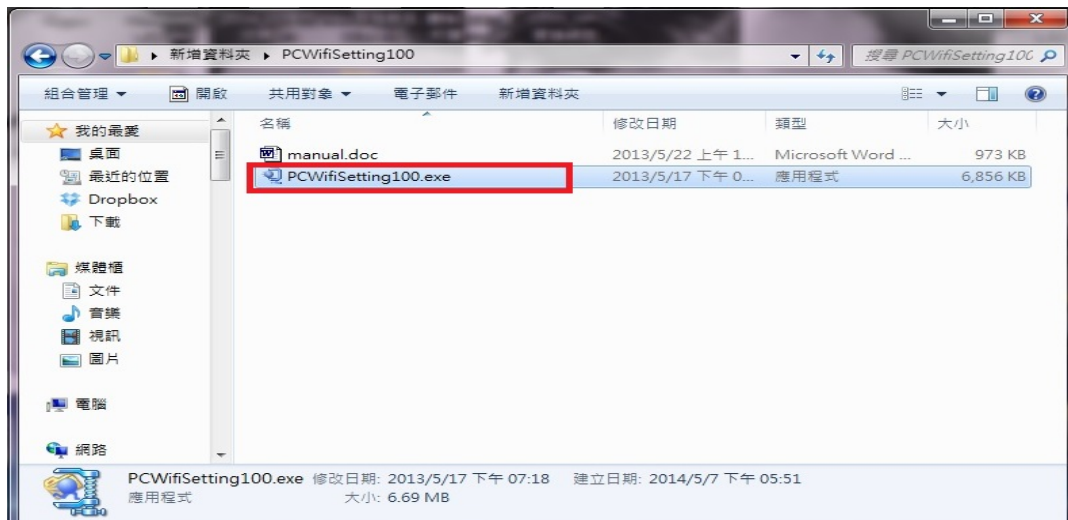 新增資料夾 PCWifiSetting100 搜尋 PCWifiSetting100
組合管理 開啟 共用對象 電子郵件 新增資料夾
名稱 修改日期 類型 大小
我的最愛
桌面
最近的位置
Dropbox
下載
媒體櫃
文件
音樂
視訊
圖片
電腦
網路
manual.doc 2013/5/22 上午 1... Microsoft Word ... 973 KB
PCWifiSetting100.exe 2013/5/17 下午 0... 應用程式 6,856 KB
PCWifiSetting100.exe 修改日期: 2013/5/17 下午 07:18 建立日期: 2014/5/7 下午 05:51
應用程式 大小: 6.69 MB